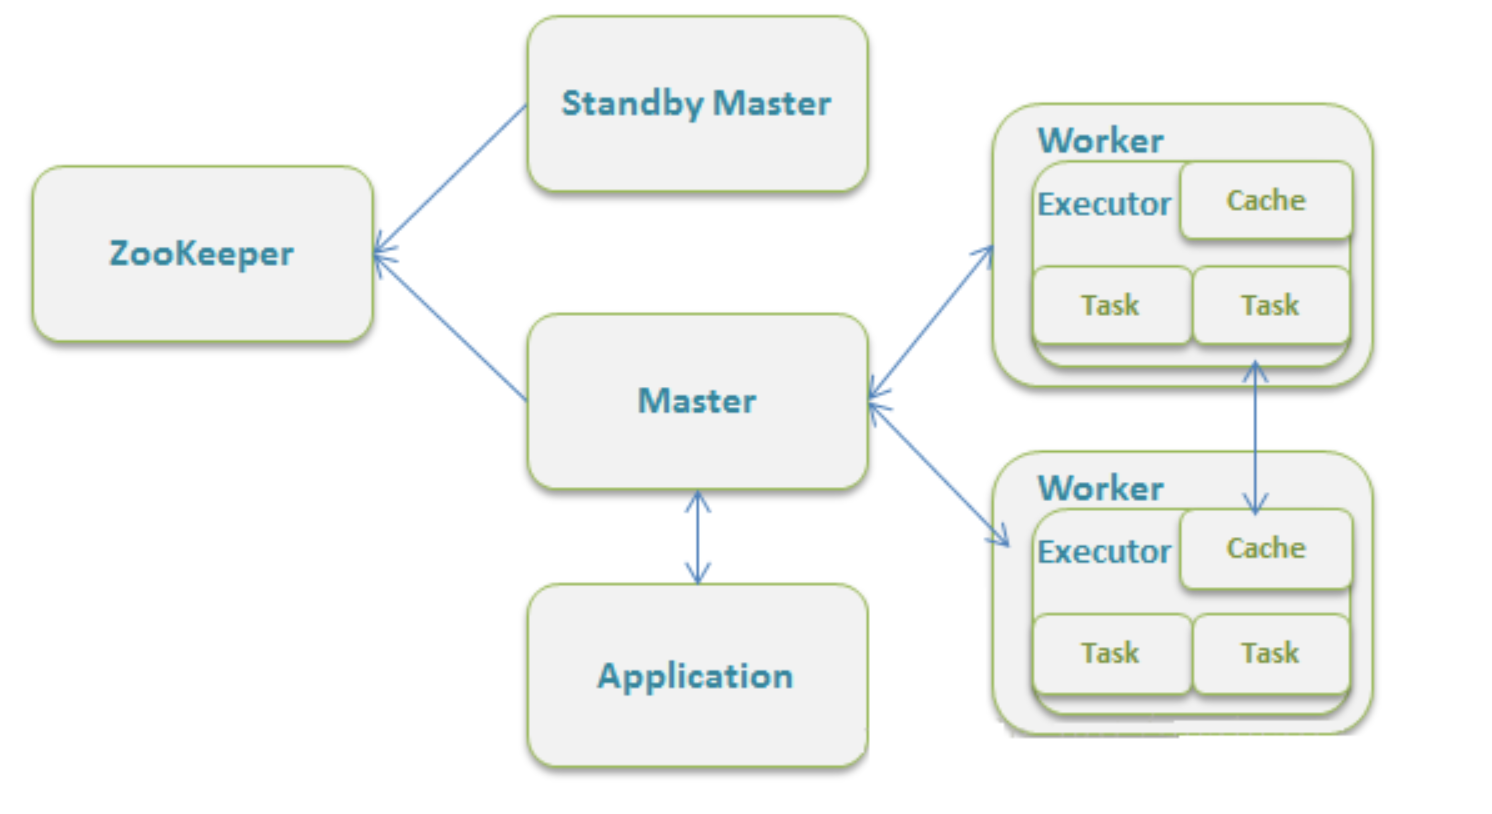 Standby Master
ZooKeeper
Master
Application
Worker
Executor
Cache
Task
Task
Worker
Executor
Cache
Task
Task